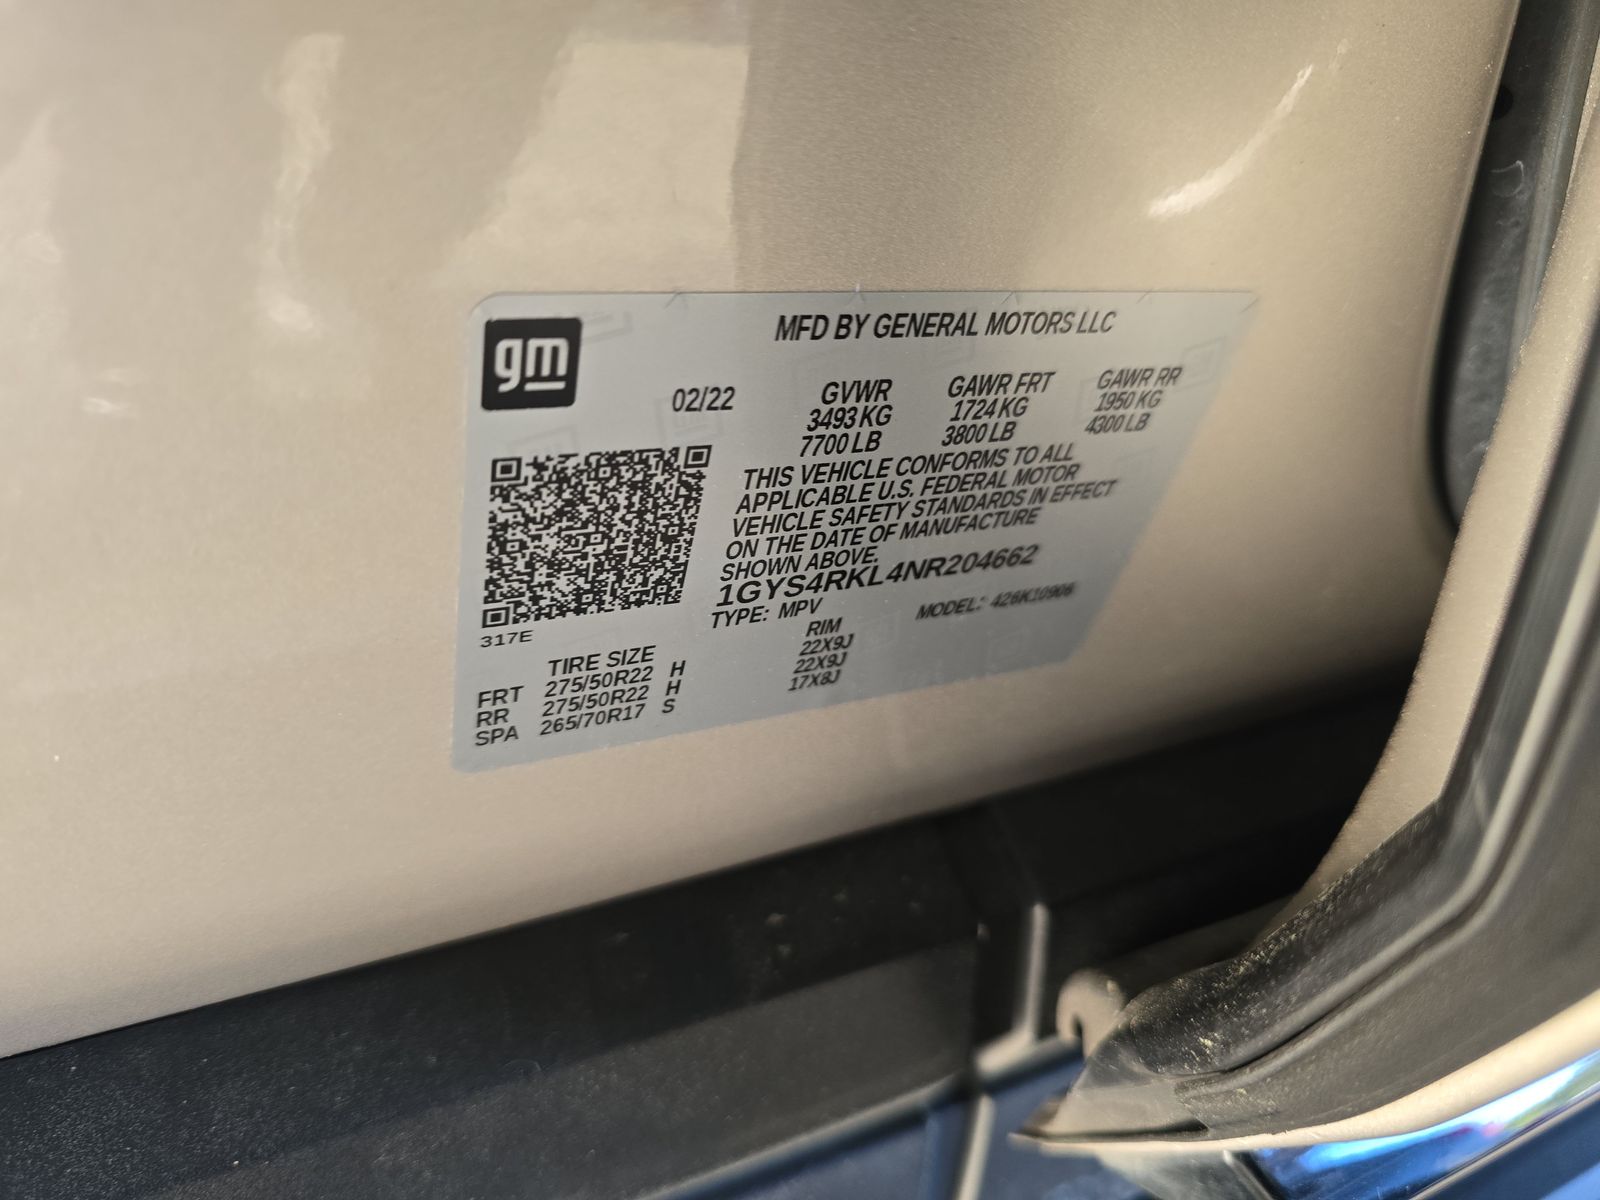 gm
MFD BY GENERAL MOTORS LLC
02/22
GVWR GAWR FRT GAWR RR
3493 KG 1724 KG 1950 KG
7700 LB 3800 LB 4300 LB
THIS VEHICLE CONFORMS TO ALL
APPLICABLE U.S. FEDERAL MOTOR
VEHICLE SAFETY STANDARDS IN EFFECT
ON THE DATE OF MANUFACTURE
SHOWN ABOVE.
1GYS4RKL4NR204662
TYPE: MPV MODEL: 426K10906
317E
TIRE SIZE RIM
FRT 275/50R22 H 22X9J
RR 275/50R22 H 22X9J
SPA 265/70R17 S 17X8J